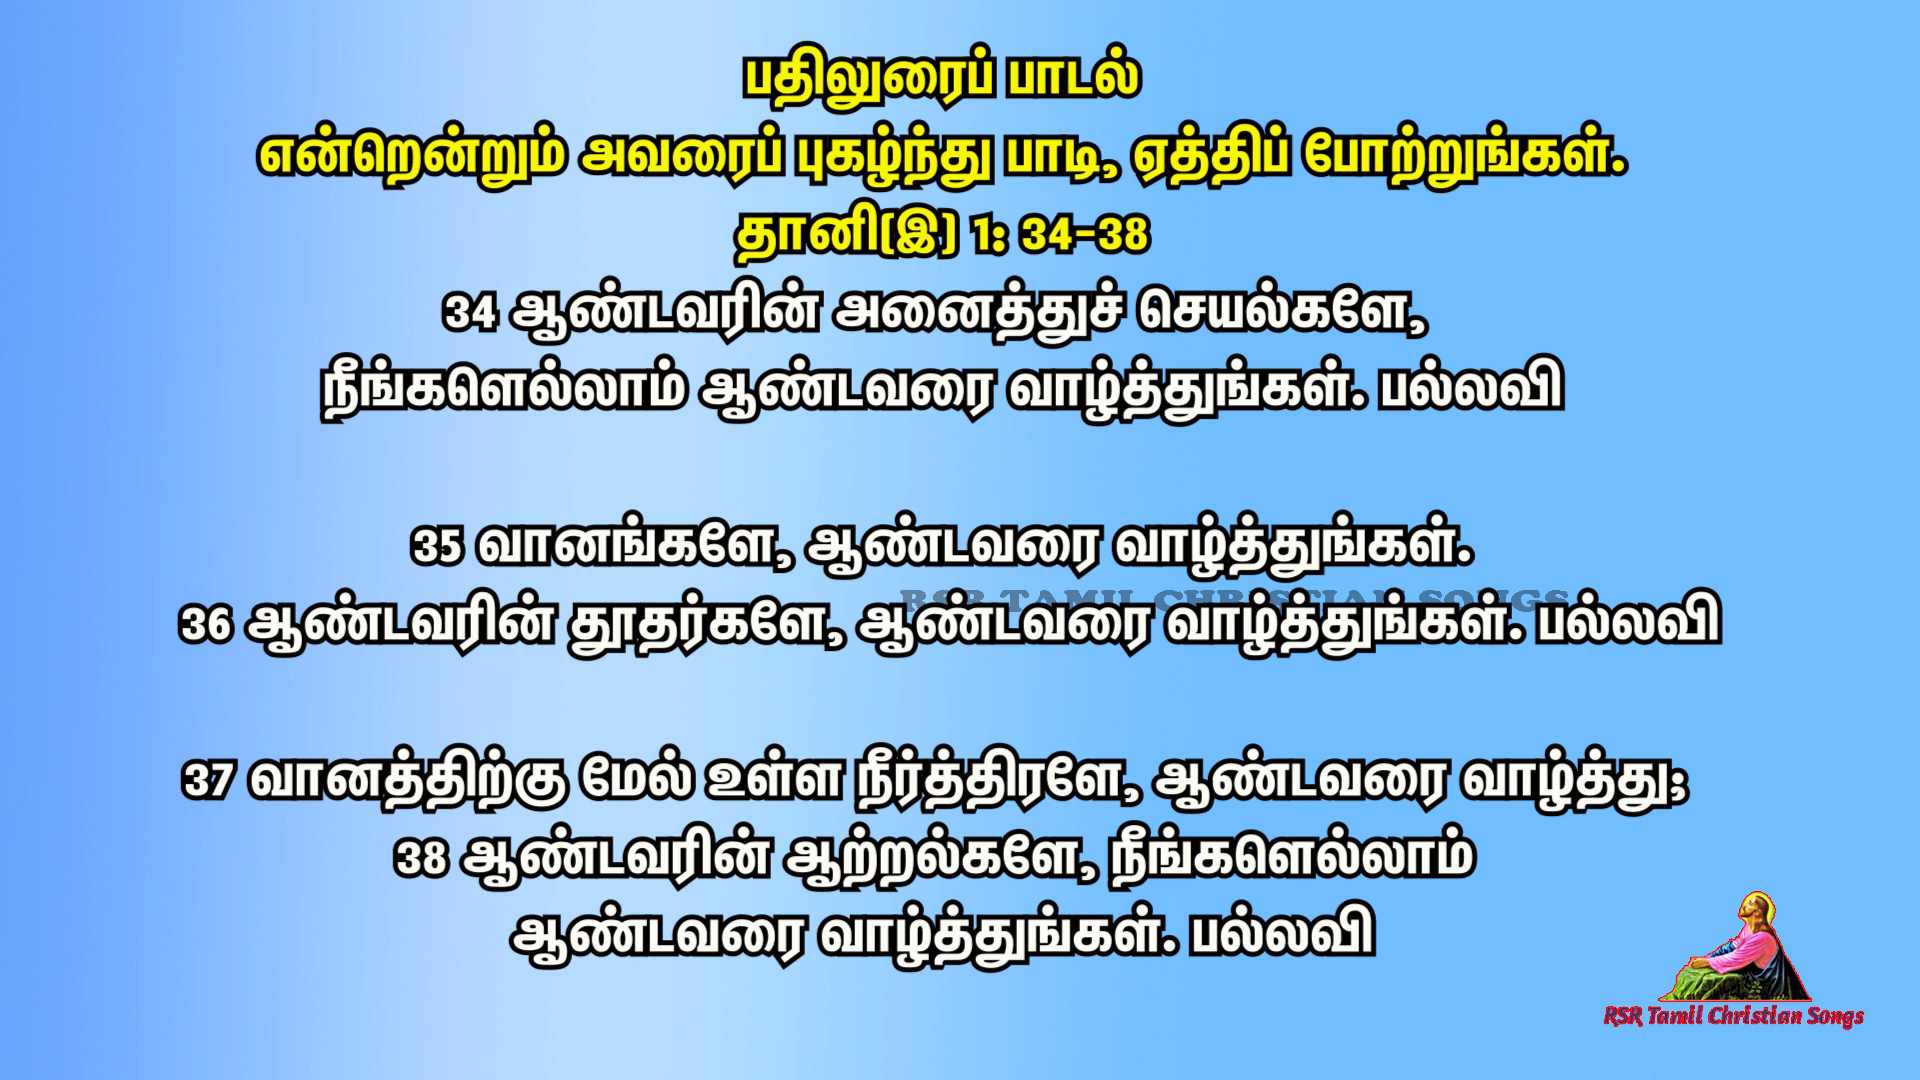 பதிலுரைப் பாடல்
என்றென்றும் அவரைப் புகழ்ந்து பாடி, ஏத்திப் போற்றுங்கள்.
தானி(இ) 1: 34-38
34 ஆண்டவரின் அனைத்துச் செயல்களே,
நீங்களெல்லாம் ஆண்டவரை வாழ்த்துங்கள். பல்லவி
35 வானங்களே, ஆண்டவரை வாழ்த்துங்கள்.
RSR TAMIL CHRISTIAN SONGS
36 ஆண்டவரின் தூதர்களே, ஆண்டவரை வாழ்த்துங்கள். பல்லவி
37 வானத்திற்கு மேல் உள்ள நீர்த்திரளே, ஆண்டவரை வாழ்த்து;
38 ஆண்டவரின் ஆற்றல்களே, நீங்களெல்லாம்
ஆண்டவரை வாழ்த்துங்கள். பல்லவி
RSR Tamil Christian Songs